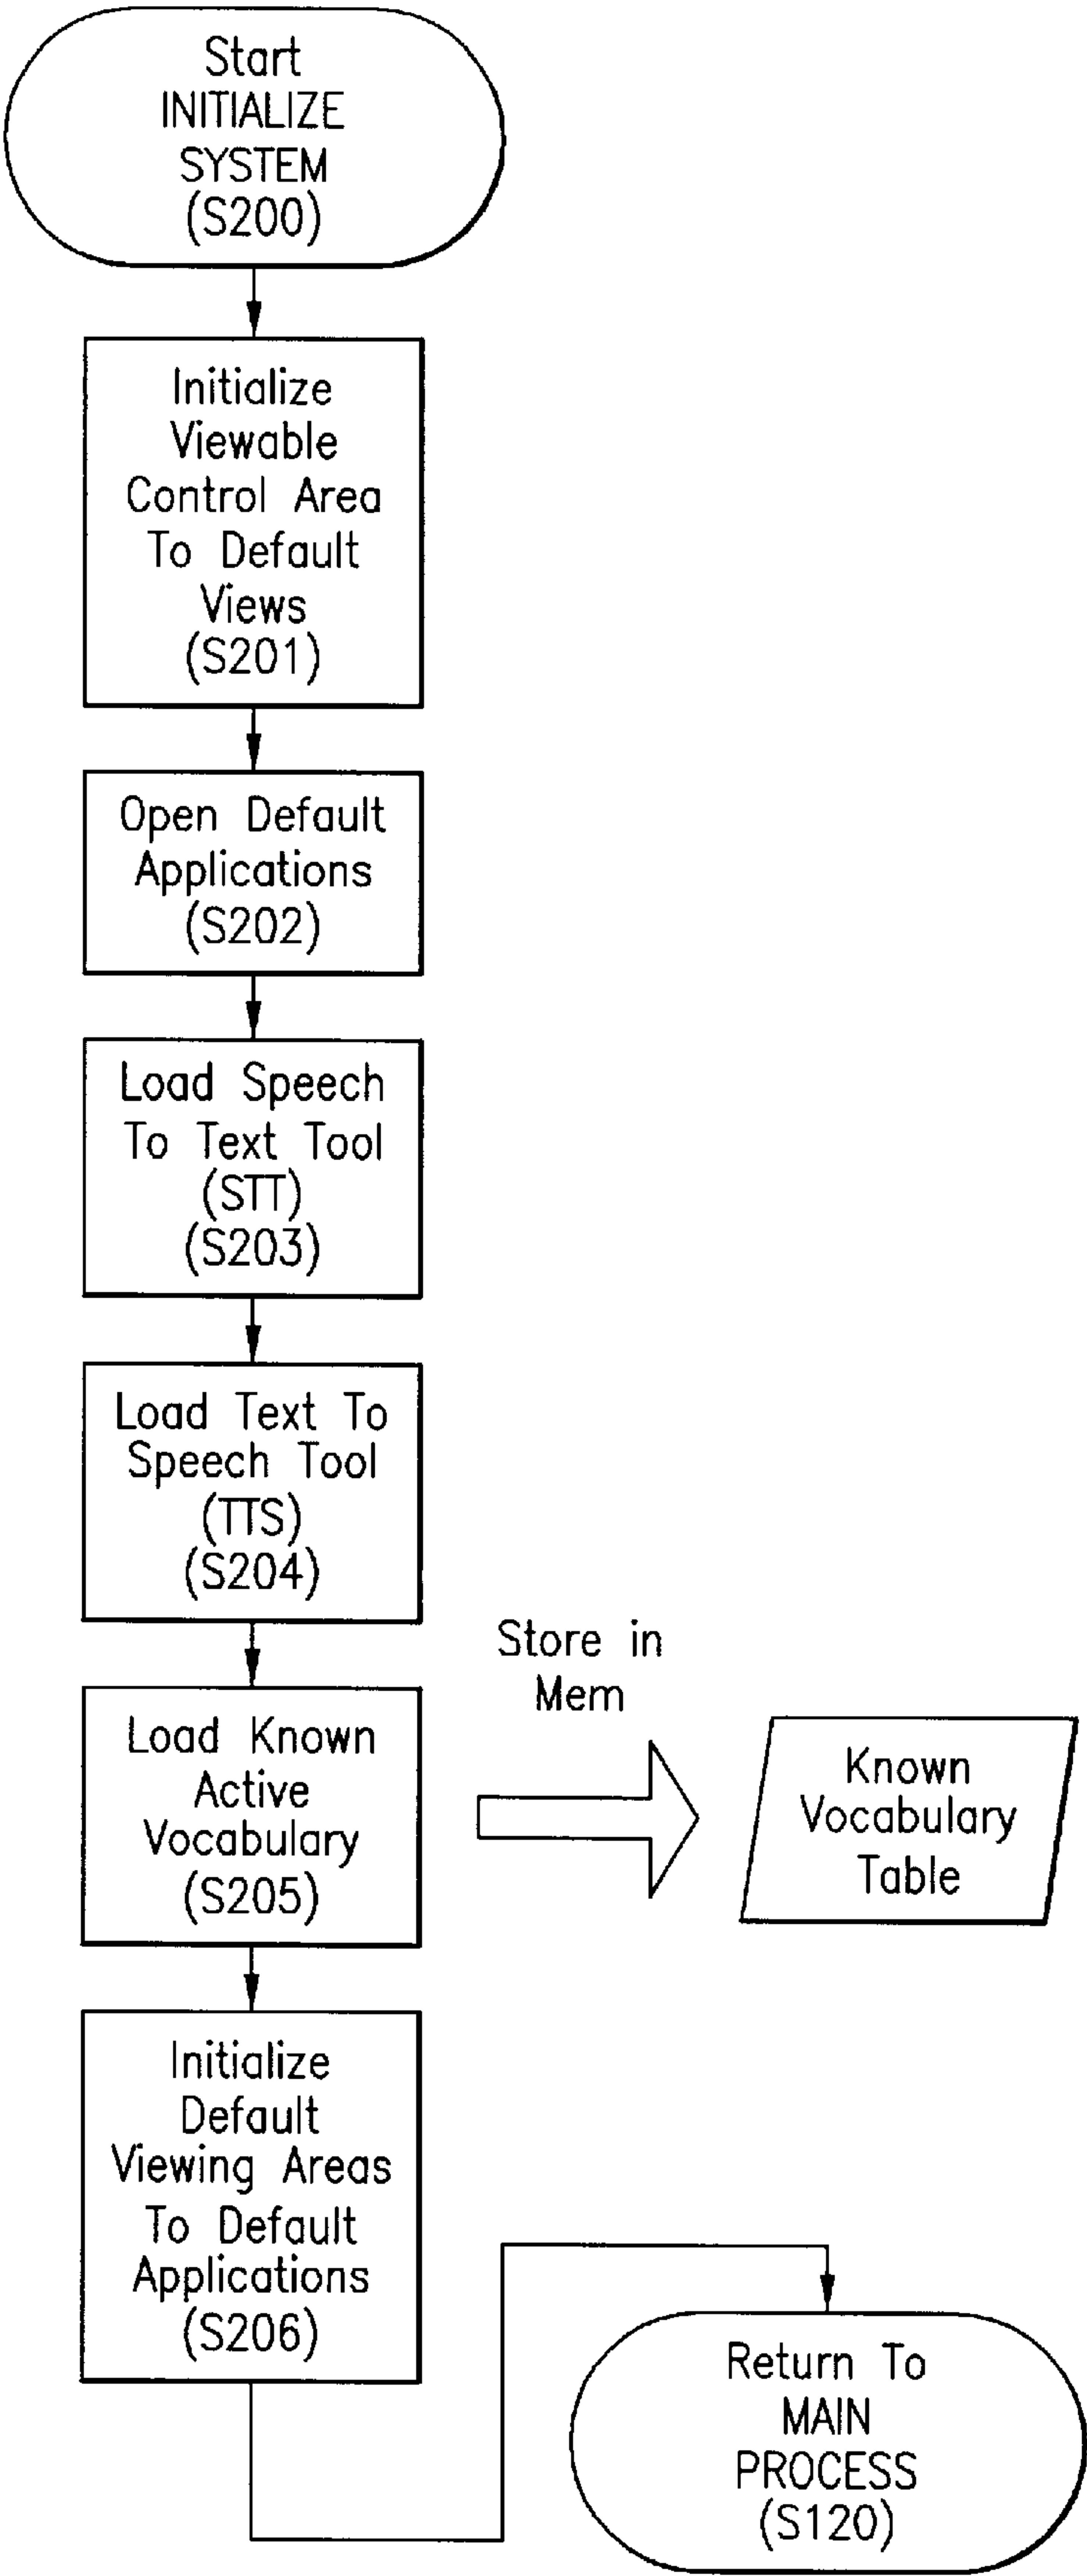 Start
INITIALIZE
SYSTEM
(S200)
Initialize
Viewable
Control Area
To Default
Views
(S201)
Open Default
Applications
(S202)
Load Speech
To Text Tool
(STT)
(S203)
Load Text To
Speech Tool
(TTS)
(S204)
Load Known
Active
Vocabulary
(S205)
Store in
Mem
Known
Vocabulary
Table
Initialize
Default
Viewing Areas
To Default
Applications
(S206)
Return To
MAIN
PROCESS
(S120)